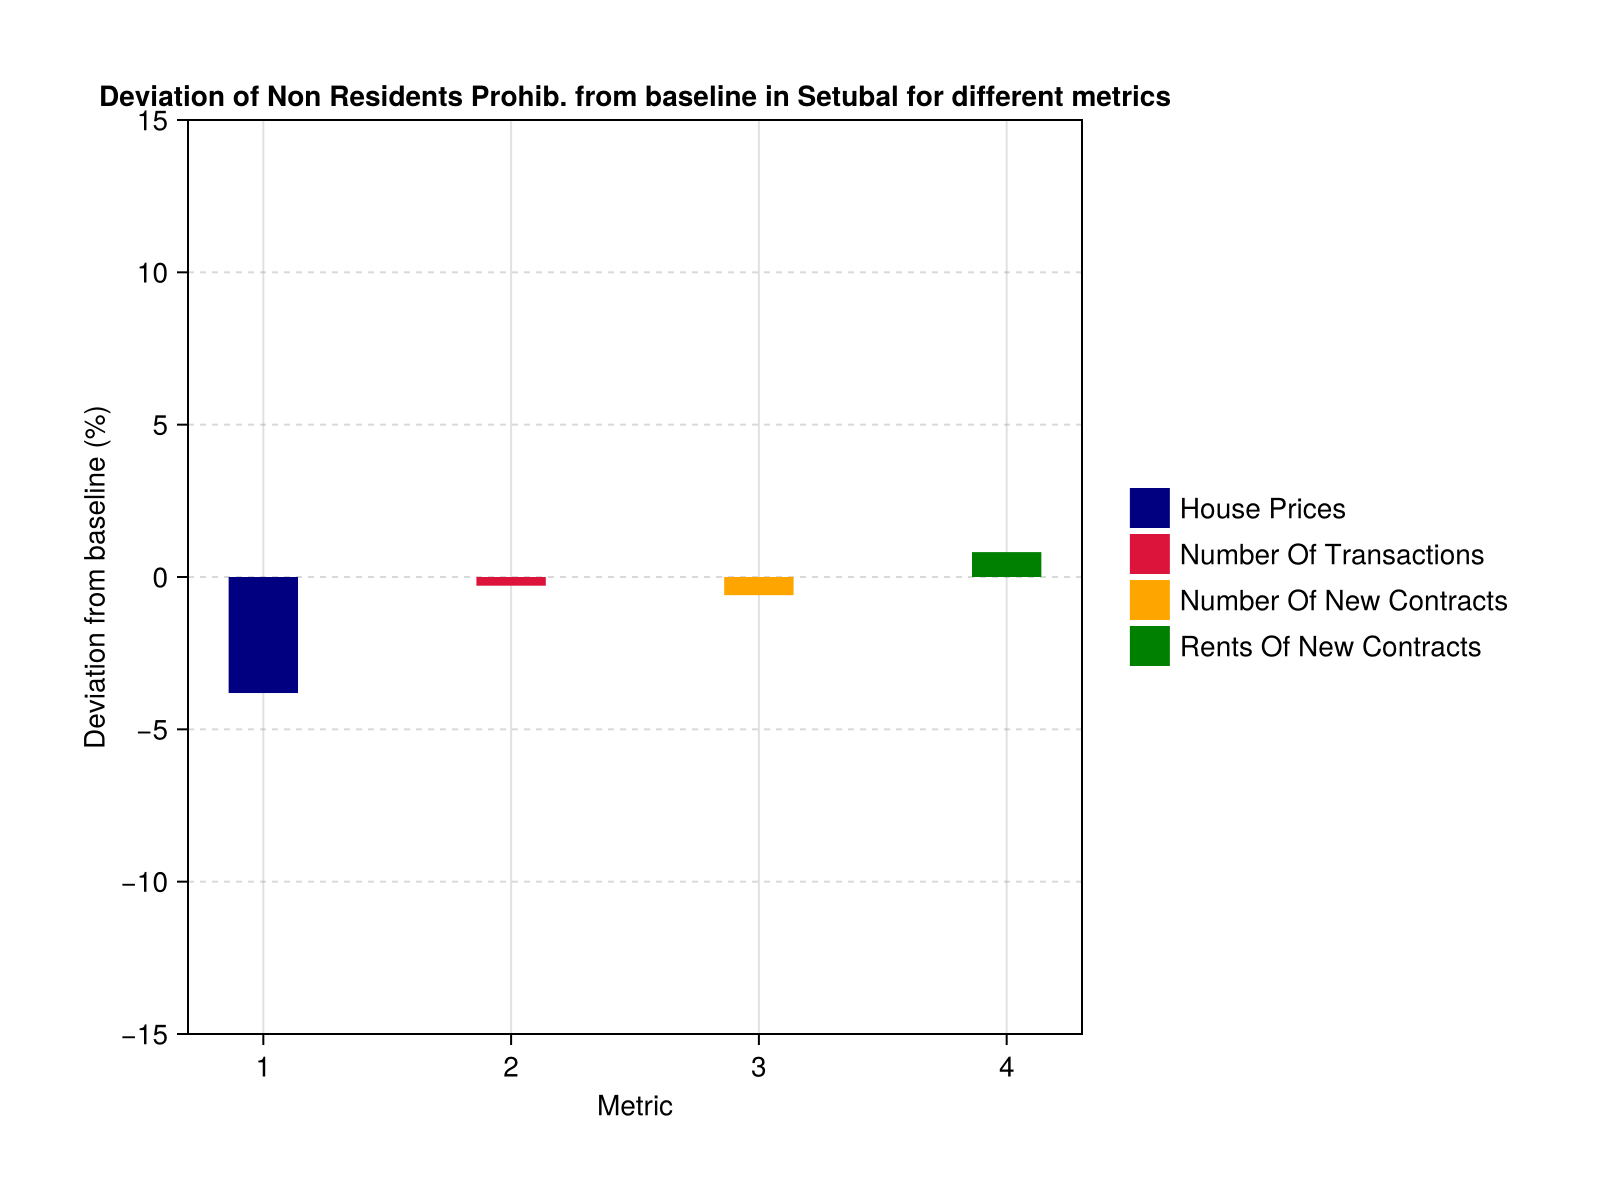 Deviation of Non Residents Prohib. from baseline in Setubal for different metrics
15
10
5
0
−5
−10
−15
Deviation from baseline (%)
1 2 3 4
Metric
House Prices
Number Of Transactions
Number Of New Contracts
Rents Of New Contracts